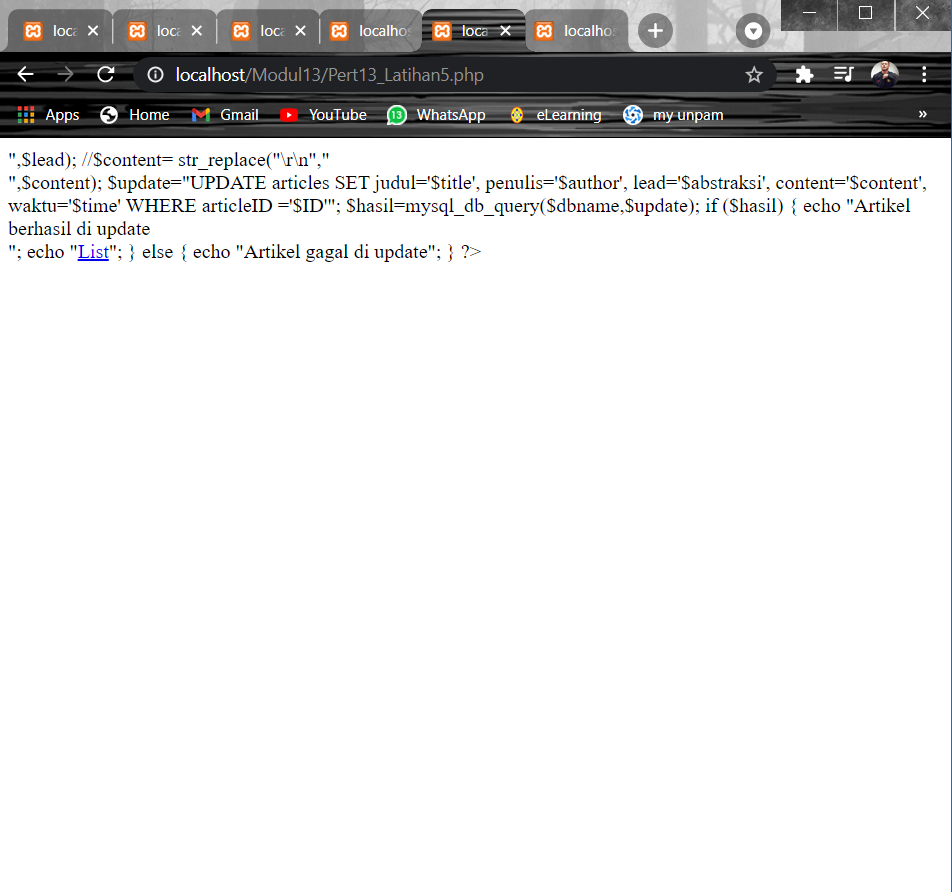 loca
loca
loca
localho
loca
localho
localhost/Modul13/Pert13_Latihan5.php
Apps
Home
Gmail
YouTube
13
WhatsApp
eLearning
my unpam
»
",$lead); //$content= str_replace("\r\n","
",$content); $update="UPDATE articles SET judul='$title', penulis='$author', lead='$abstraksi', content='$content',
waktu='$time' WHERE articleID ='$ID'"; $hasil=mysql_db_query($dbname,$update); if ($hasil) { echo "Artikel
berhasil di update
"; echo "List"; } else { echo "Artikel gagal di update"; } ?>